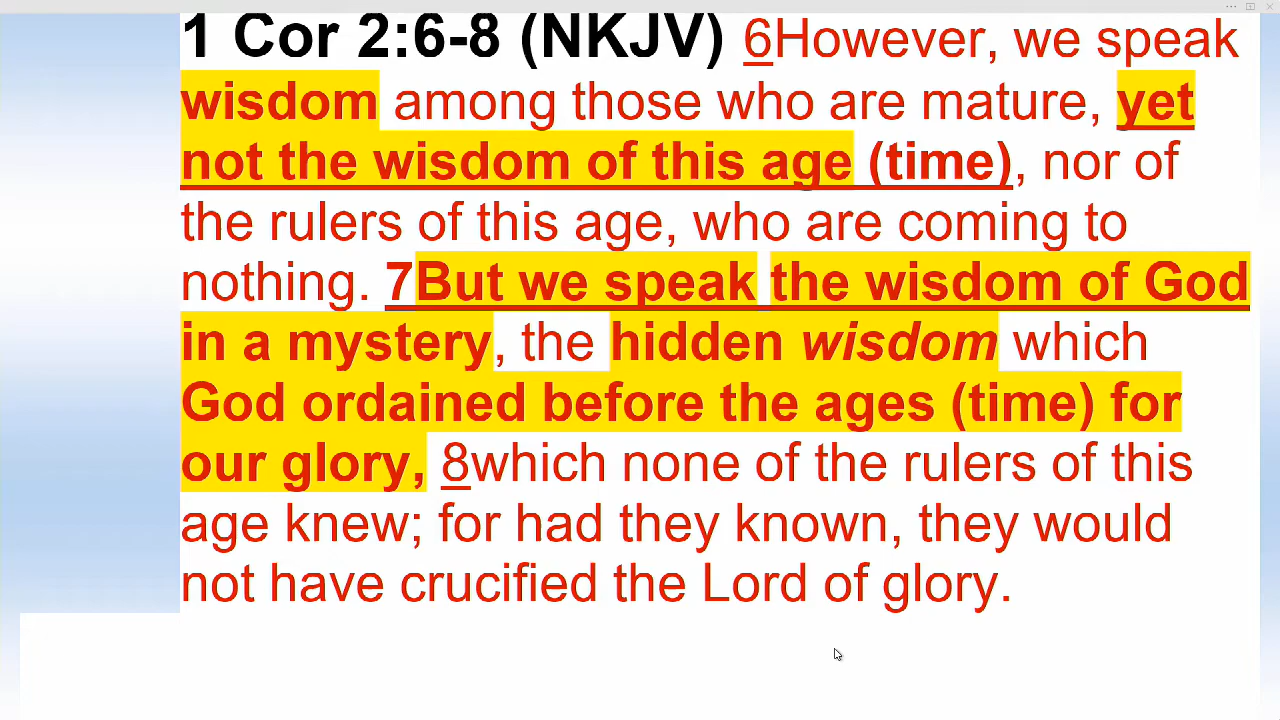 1 Cor 2:6-8 (NKJV) 6However, we speak
wisdom among those who are mature, yet
not the wisdom of this age (time), nor of
the rulers of this age, who are coming to
nothing. 7But we speak the wisdom of God
in a mystery, the hidden wisdom which
God ordained before the ages (time) for
our glory, 8which none of the rulers of this
age knew; for had they known, they would
not have crucified the Lord of glory.